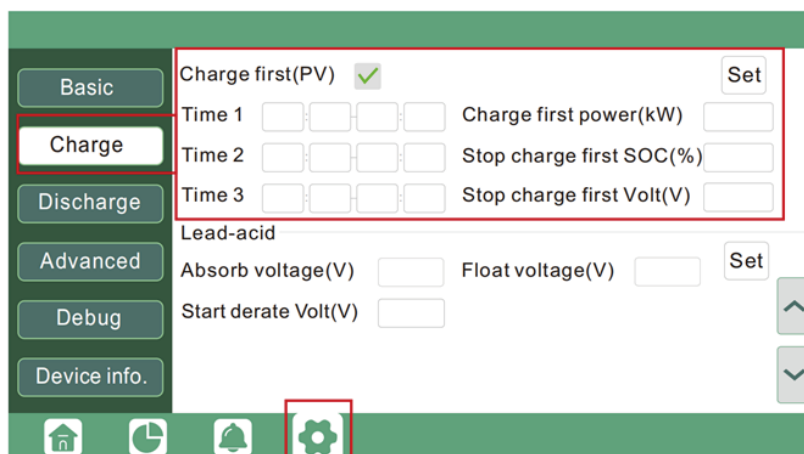 Basic
Charge
Discharge
Advanced
Debug
Device info.
Charge first(PV)
Set
Time 1 : - : Charge first power(kW)
Time 2 : - : Stop charge first SOC(%)
Time 3 : - : Stop charge first Volt(V)
Lead-acid
Absorb voltage(V) Float voltage(V) Set
Start derate Volt(V)